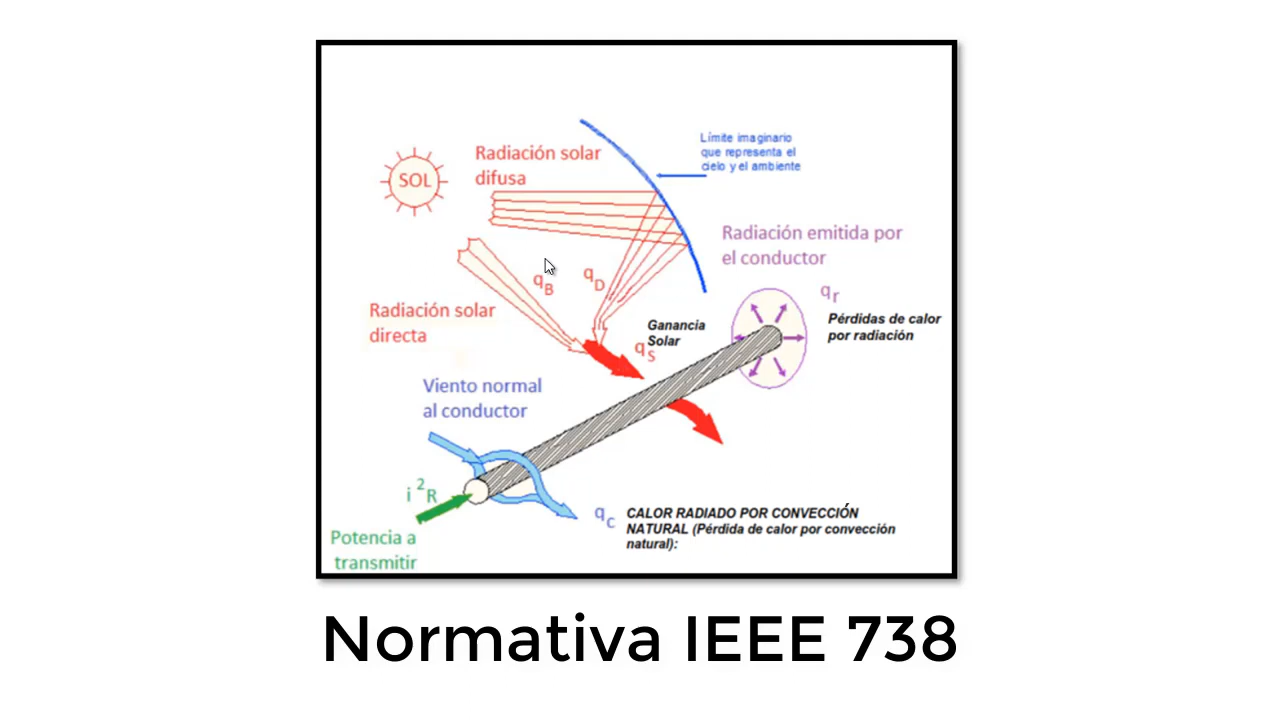 Límite imaginario
que representa el
cielo y el ambiente
Radiación solar
difusa
SOL
Radiación emitida por
el conductor
qB
qD
qr
Radiación solar
directa
Ganancia
Solar
qs
Pérdidas de calor
por radiación
Viento normal
al conductor
i²R
qc
CALOR RADIADO POR CONVECCIÓN
NATURAL (Pérdida de calor por convección
natural):
Potencia a
transmitir
Normativa IEEE 738